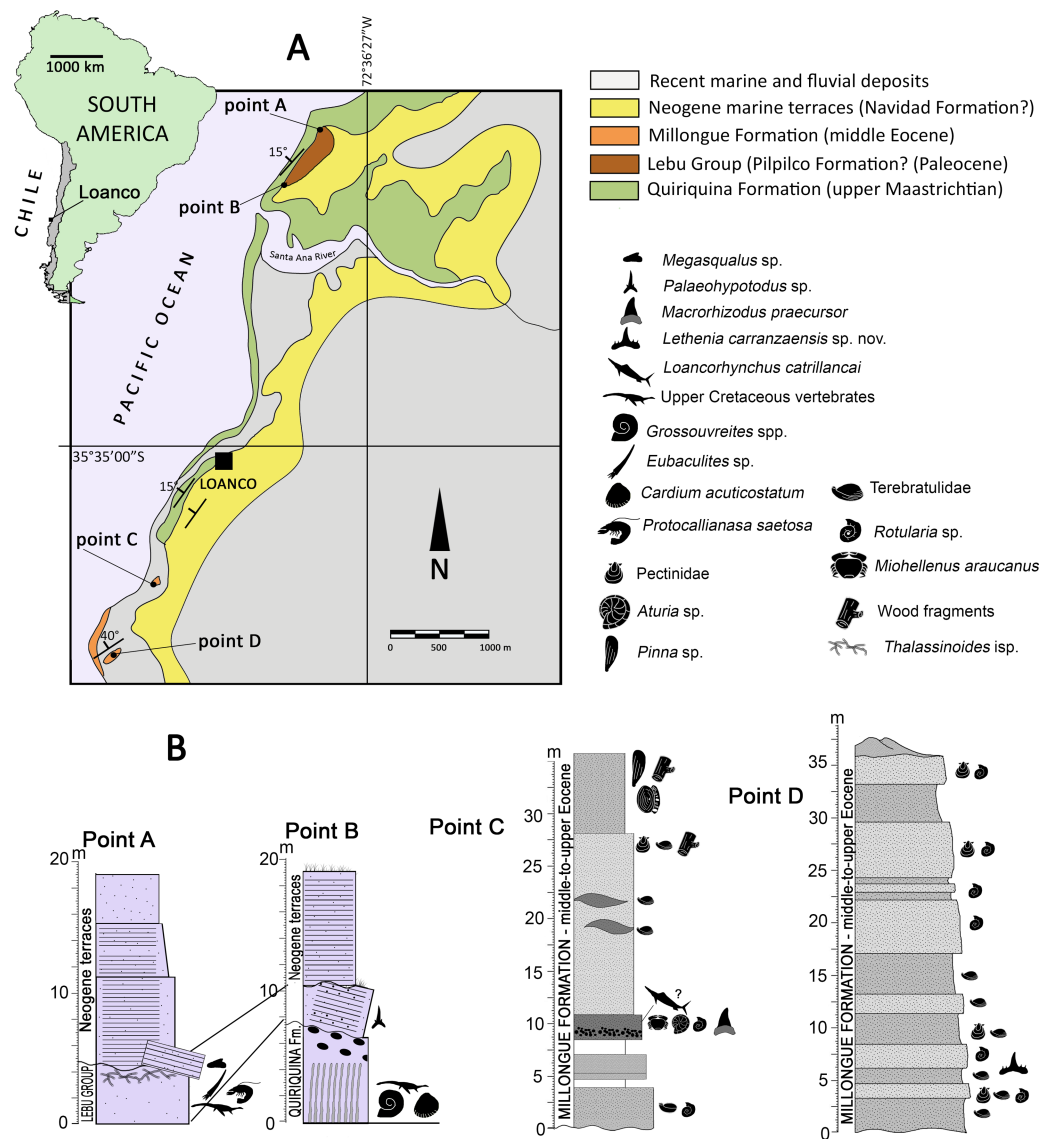 A
1000 km
SOUTH
AMERICA
CHILE
Loanco
72°36’27’’W
point A
15°
point B
Santa Ana River
PACIFIC OCEAN
35°35’00’’S
15°
LOANCO
point C
N
40°
point D
0 500 1000 m
Recent marine and fluvial deposits
Neogene marine terraces (Navidad Formation?)
Millongue Formation (middle Eocene)
Lebu Group (Pilpilco Formation? (Paleocene)
Quiriquina Formation (upper Maastrichtian)
Megasqualus sp.
Palaeohypotodus sp.
Macrorhizodus praecursor
Lethenia carranzaensis sp. nov.
Loancorhynchus catrillancai
Upper Cretaceous vertebrates
Grossouvreites spp.
Eubaculites sp.
Cardium acuticostatum
Protocallianasa saetosa
Pectinidae
Aturia sp.
Pinna sp.
Terebratulidae
Rotularia sp.
Miohellenus araucanus
Wood fragments
Thalassinoides isp.
B
Point A
m
20
10
0
Neogene terraces
LEBU GROUP
Point B
m
20
10
0
Neogene terraces
QUIRIQUINA Fm.
Point C
m
30
25
20
15
10
5
0
MILLONGUE FORMATION - middle-to-upper Eocene
?
Point D
m
35
30
25
20
15
10
5
0
MILLONGUE FORMATION - middle-to-upper Eocene